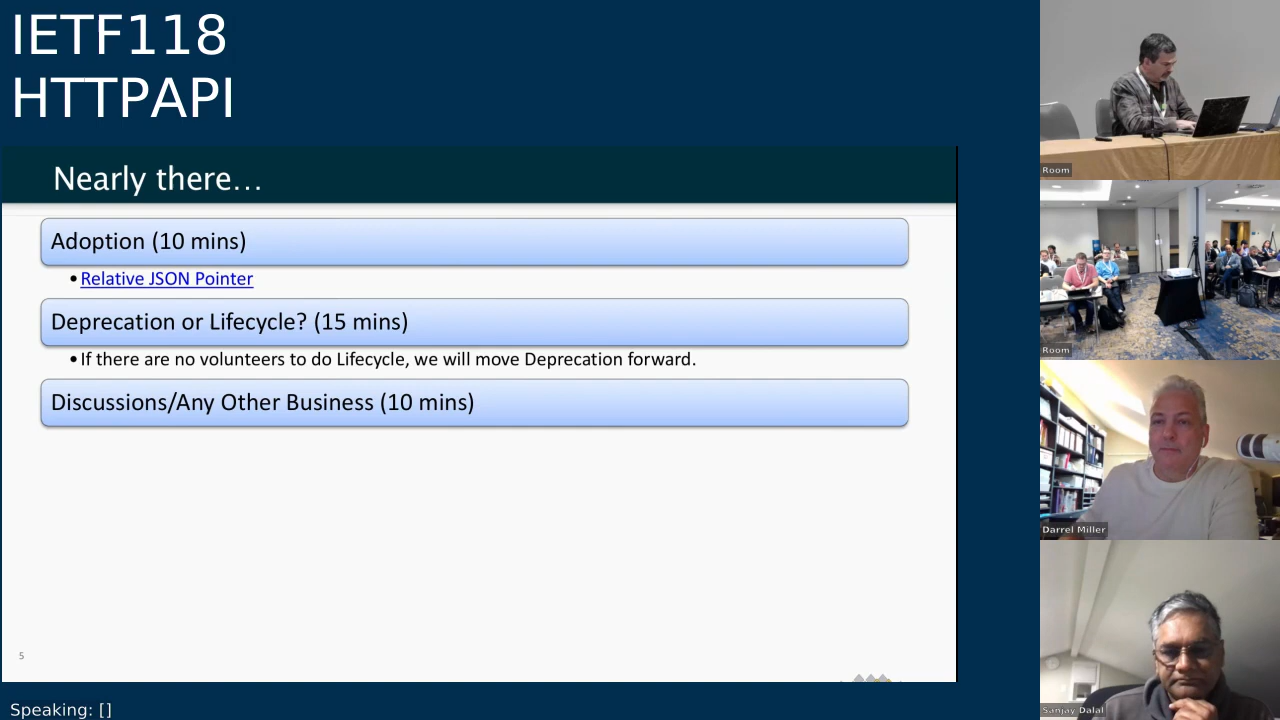 IETF118
HTTPAPI
Nearly there...
Adoption (10 mins)
• Relative JSON Pointer
Deprecation or Lifecycle? (15 mins)
• If there are no volunteers to do Lifecycle, we will move Deprecation forward.
Discussions/Any Other Business (10 mins)
5
Speaking: []
Room
Room
Darrel Miller
Sanjay Dalal